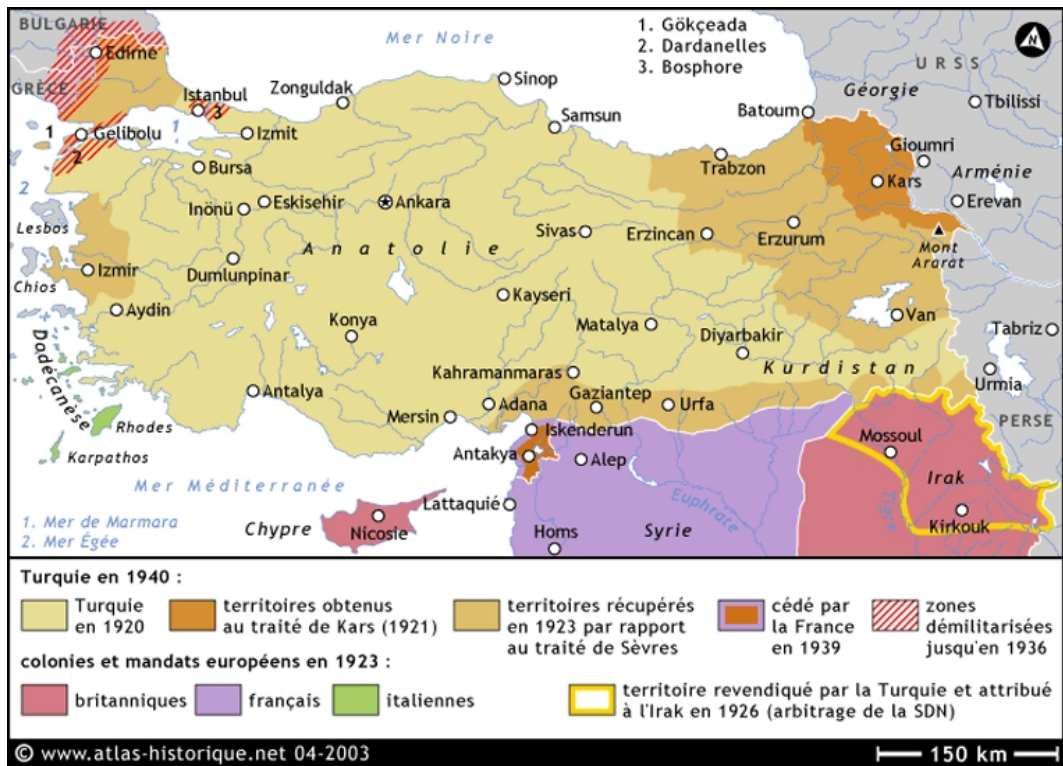 BULGARIE
Edirne
GRÈCE
Mer Noire
1. Gökçeada
2. Dardanelles
3. Bosphore
N
URSS
Géorgie
Tbilissi
Istanbul
3
Zonguldak
Sinop
Samsun
Batoum
Gioumri
Arménie
1
Gelibolu
1
Izmit
2
Bursa
Trabzon
Kars
Erevan
2
Inönü
Eskisehir
Ankara
Lesbos
Anatolie
Sivas
Erzincan
Erzurum
Mont
Ararat
Izmir
Dumlunpínar
Chios
Kayseri
Aydin
Konya
Matalya
Diyarbakir
Van
Tabriz
Dodécanèse
Kurdistan
Kahramanmaras
Urmia
Antalya
Gaziantep
Mersin
Adana
Urfa
PERSE
Rhodes
Iskenderun
Mossoul
Karpathos
Antakya
Alep
Irak
Mer Méditerranée
Euphrate
Tigre
Lattaquié
1. Mer de Marmara
2. Mer Égée
Chypre
Nicosie
Homs
Syrie
Kirkouk
Turquie en 1940 :
Turquie
en 1920
territoires obtenus
au traité de Kars (1921)
territoires récupérés
en 1923 par rapport
au traité de Sèvres
cédé par
la France
en 1939
zones
démilitarisées
jusqu'en 1936
colonies et mandats européens en 1923 :
britanniques
français
italiennes
territoire revendiqué par la Turquie et attribué
à l'Irak en 1926 (arbitrage de la SDN)
© www.atlas-historique.net 04-2003
150 km